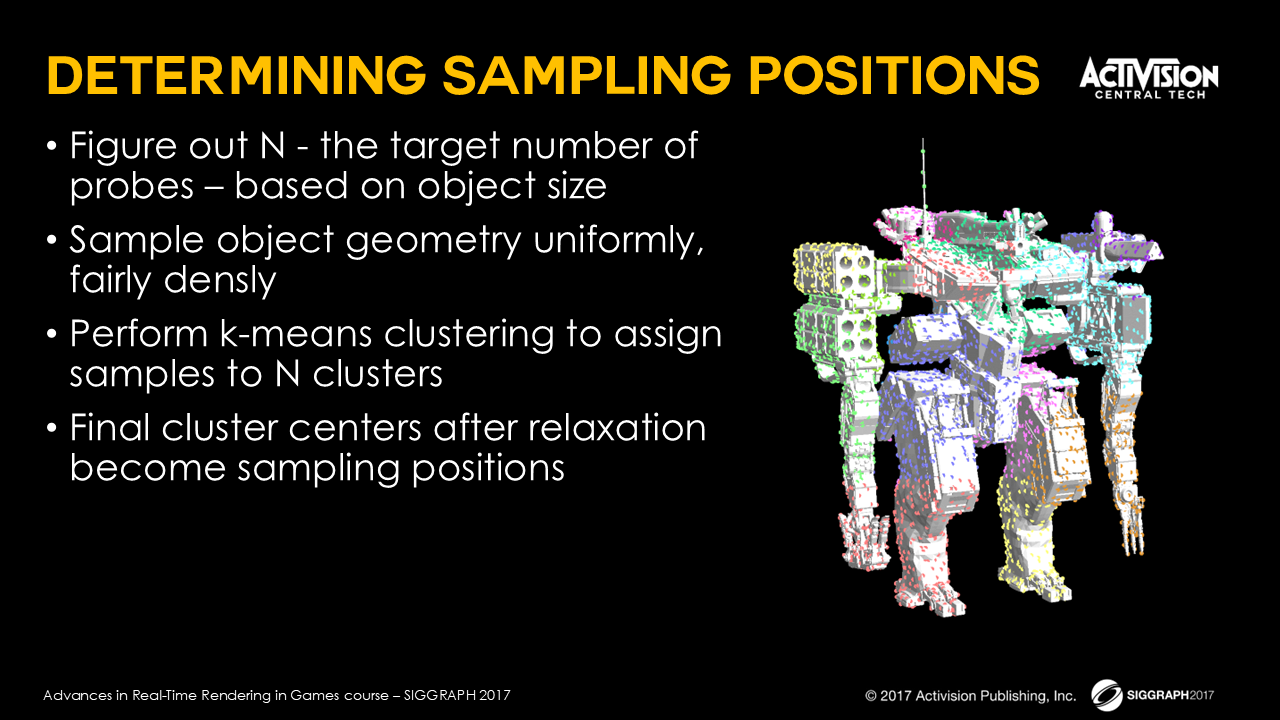 DETERMINING SAMPLING POSITIONS
ACTIVISION
CENTRAL TECH
• Figure out N - the target number of
probes – based on object size
• Sample object geometry uniformly,
fairly densly
• Perform k-means clustering to assign
samples to N clusters
• Final cluster centers after relaxation
become sampling positions
Advances in Real-Time Rendering in Games course – SIGGRAPH 2017
© 2017 Activision Publishing, Inc.
SIGGRAPH2017